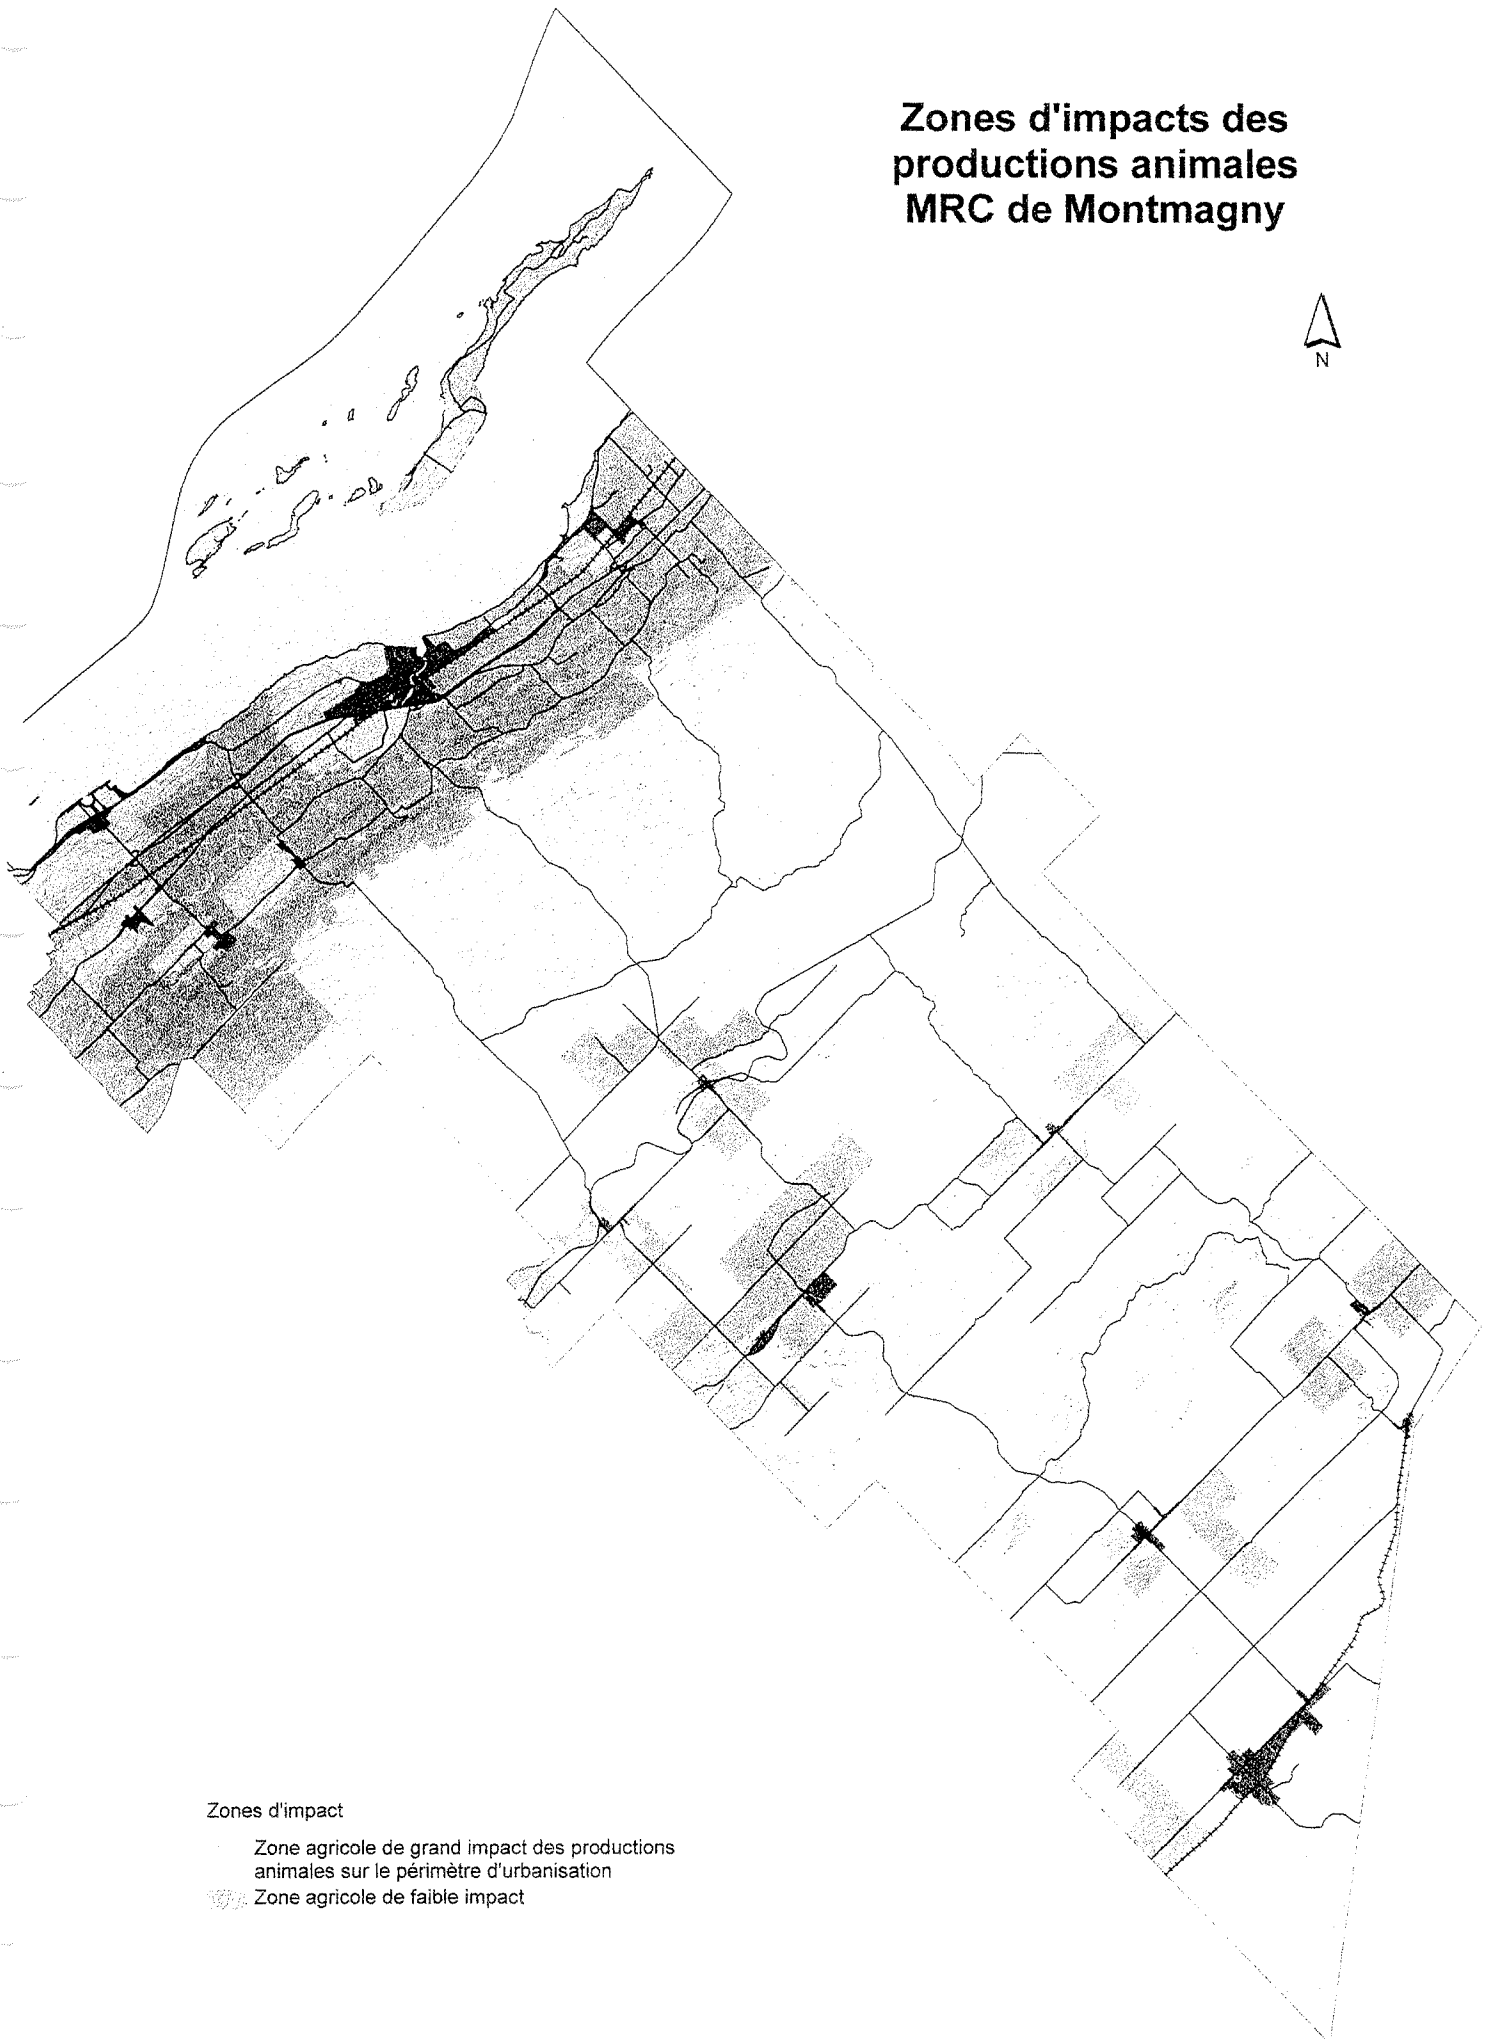 Zones d'impacts des
productions animales
MRC de Montmagny
N
Zones d'impact
Zone agricole de grand impact des productions
animales sur le périmètre d'urbanisation
Zone agricole de faible impact